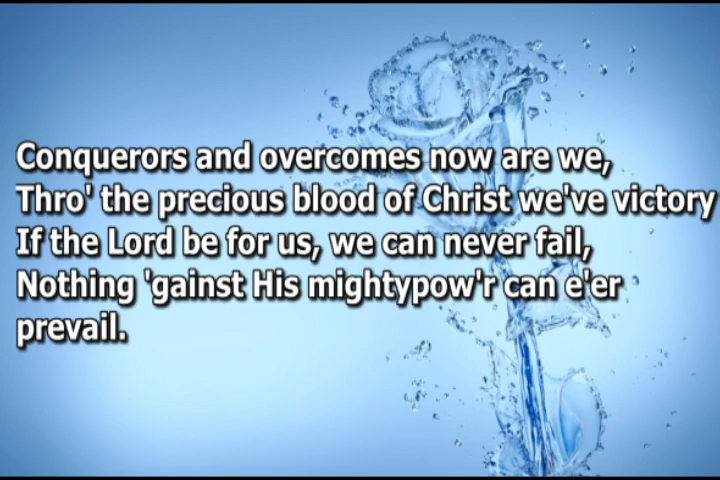 Conquerors and overcomes now are we,
Thro' the precious blood of Christ we've victory
If the Lord be for us, we can never fail,
Nothing 'gainst His mightypow'r can e'er
prevail.